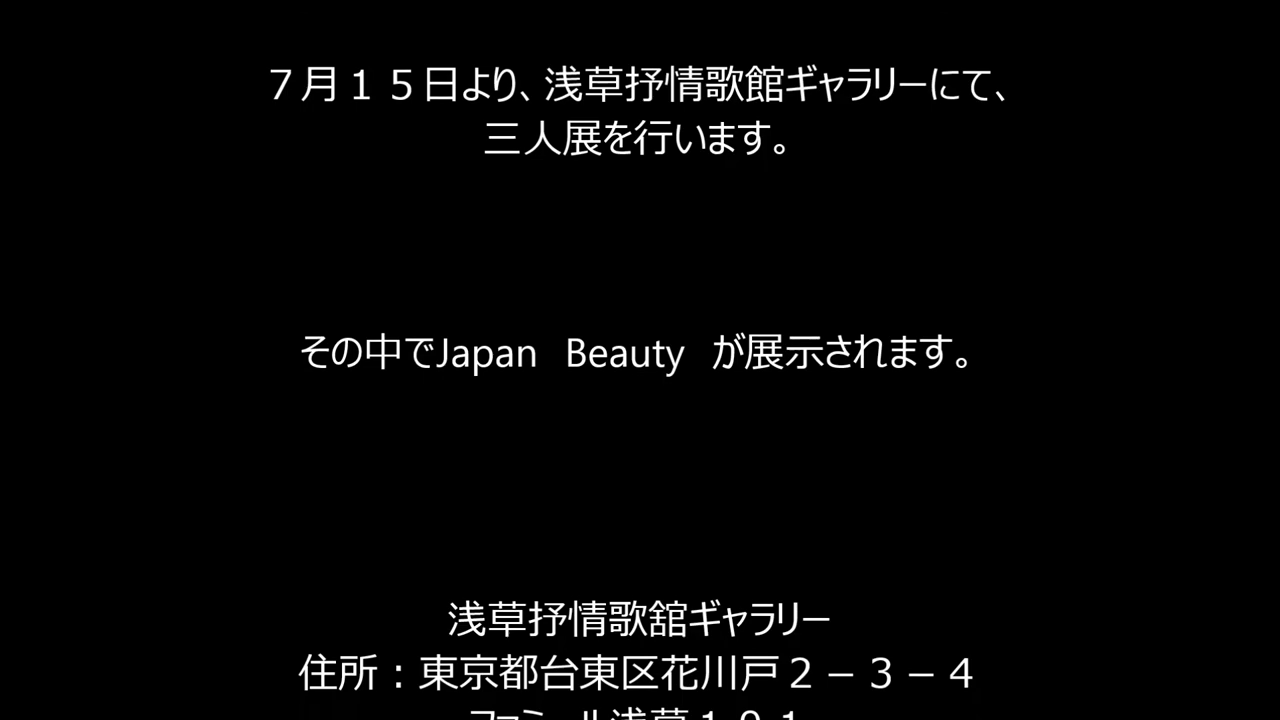 ７月１５日より、浅草抒情歌館ギャラリーにて、
三人展を行います。
その中でJapan　Beauty　が展示されます。
浅草抒情歌舘ギャラリー
住所：東京都台東区花川戸２－３－４